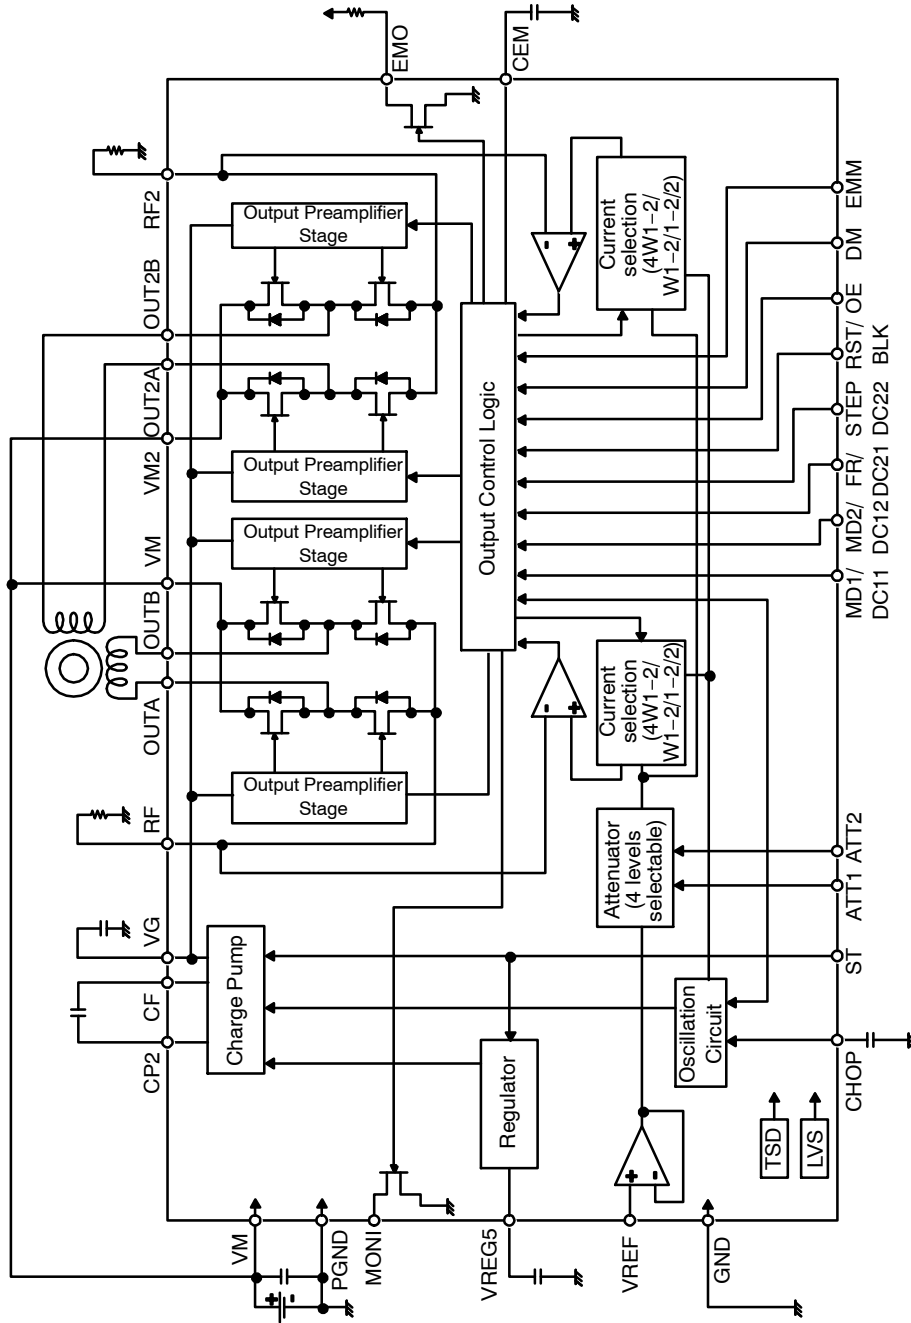 EMO
CEM
RF2
OUT2B
OUT2A
VM2
VM
OUTB
OUTA
RF
VG
CF
CP2
Output Preamplifier
Stage
Output Preamplifier
Stage
Output Preamplifier
Stage
Output Preamplifier
Stage
Output Control Logic
-
+
Current
selection
(4W1-2/
W1-2/1-2/2)
-
+
Current
selection
(4W1-2/
W1-2/1-2/2)
Attenuator
(4 levels
selectable)
Charge Pump
Regulator
Oscillation
Circuit
TSD
LVS
+
-
EMM
DM
OE
RST/
BLK
STEP
DC22
FR/
DC21
MD2/
DC12
MD1/
DC11
ATT2
ATT1
ST
CHOP
VM
PGND
MONI
VREG5
VREF
GND
+
-